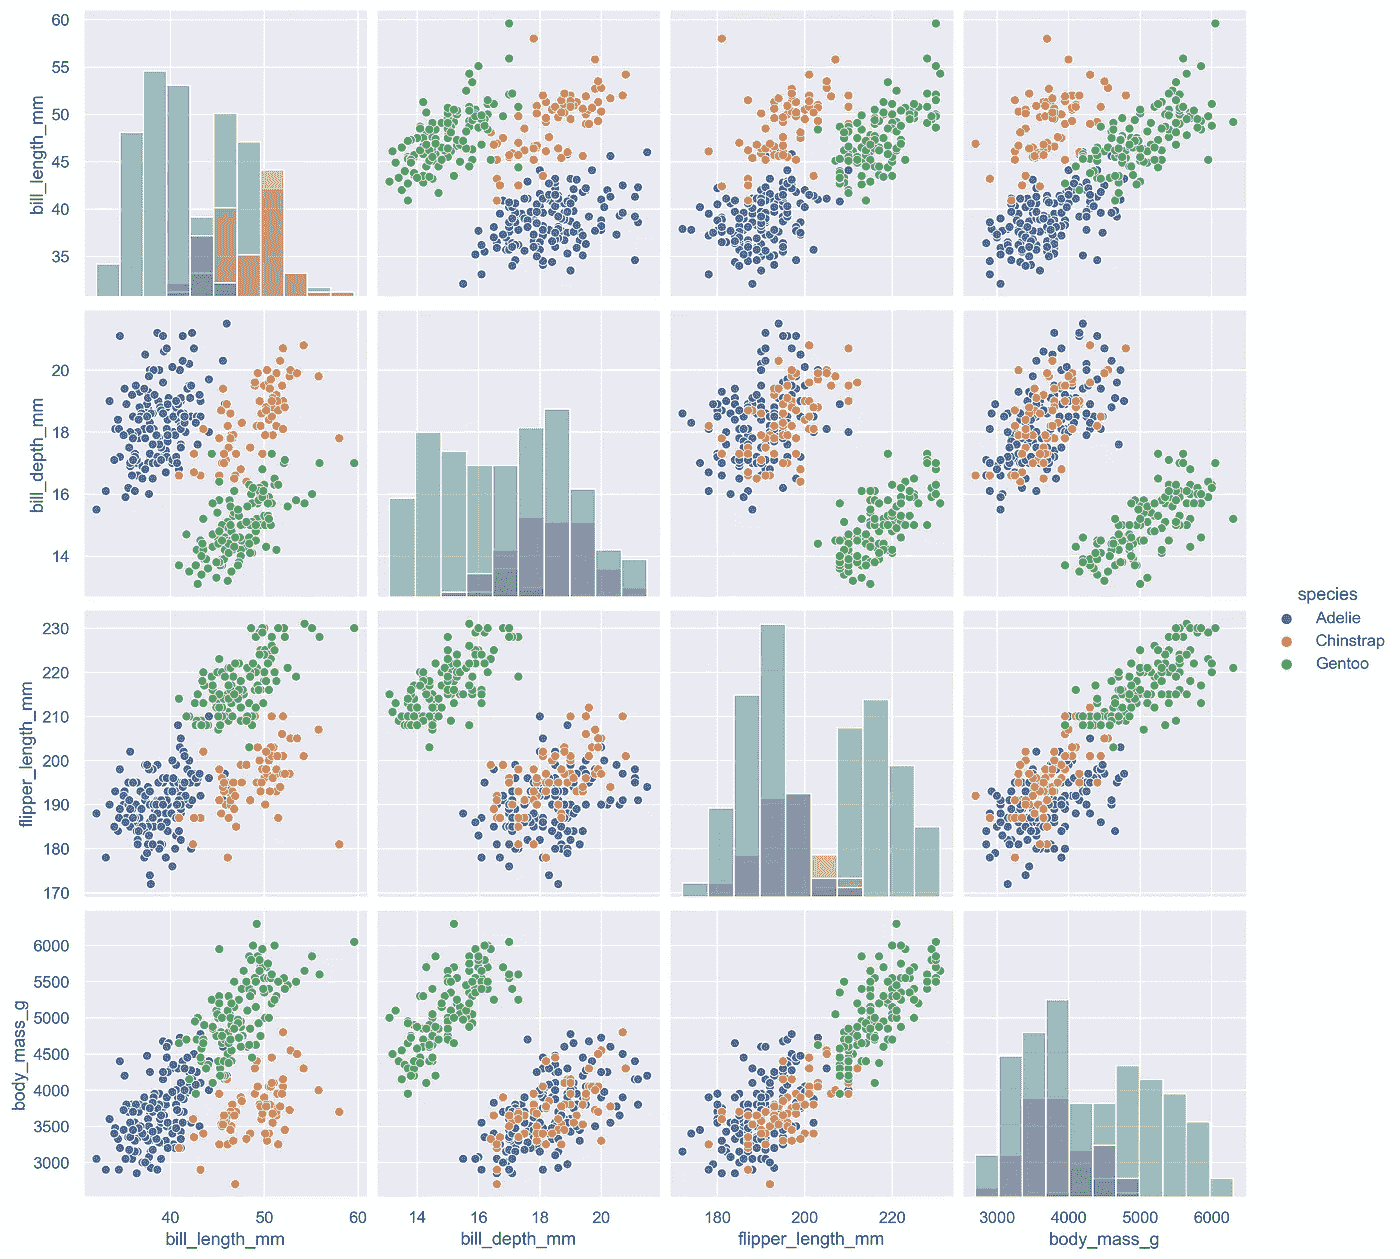 60
55
50
45
40
35
bill_length_mm
20
18
16
14
bill_depth_mm
230
220
210
200
190
180
170
flipper_length_mm
6000
5500
5000
4500
4000
3500
3000
body_mass_g
40 50 60
14 16 18 20
180 200 220
3000 4000 5000 6000
bill_length_mm
bill_depth_mm
flipper_length_mm
body_mass_g
species
Adelie
Chinstrap
Gentoo